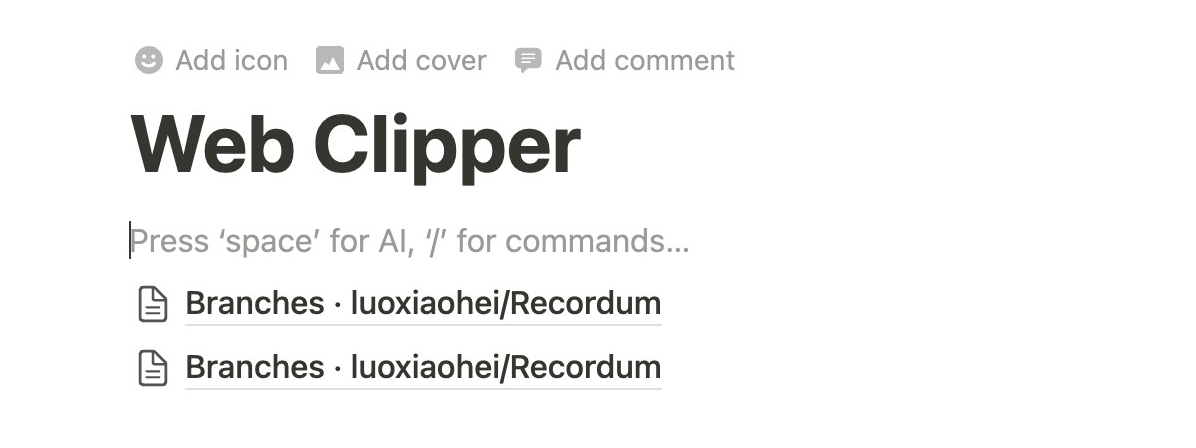 Add icon Add cover Add comment
Web Clipper
Press ‘space’ for AI, ‘/’ for commands…
Branches · luoxiaohei/Recordum
Branches · luoxiaohei/Recordum